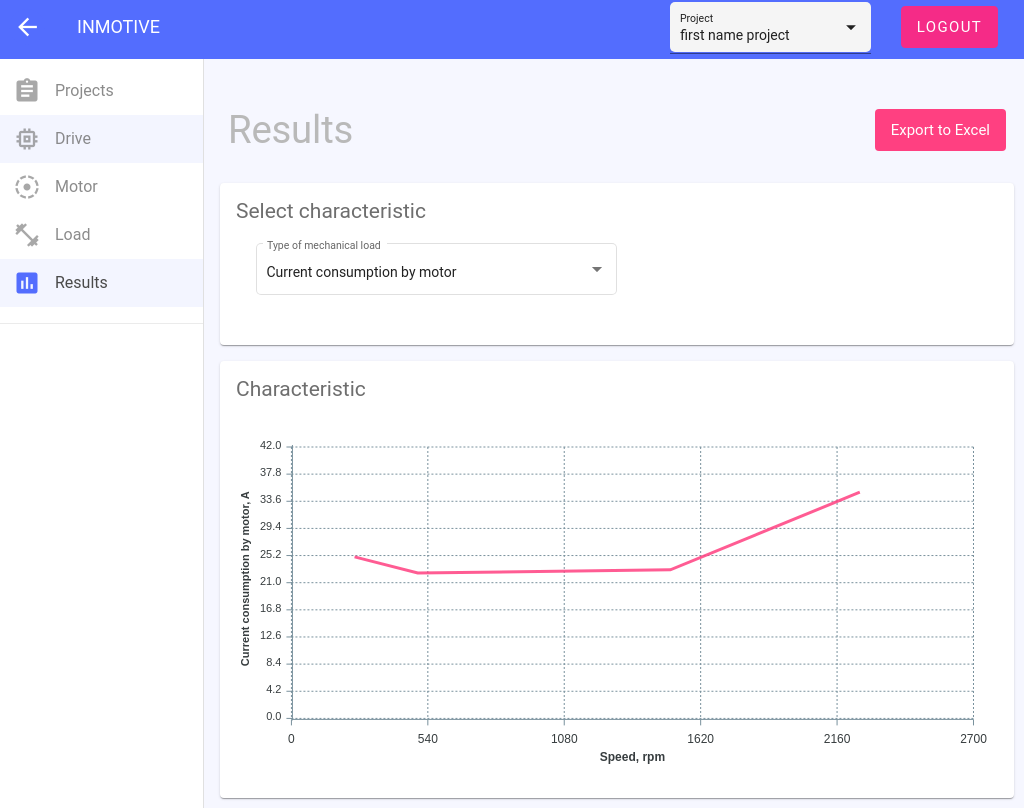 INMOTIVE
Project
first name project
LOGOUT
Projects
Drive
Motor
Load
Results
Results
Export to Excel
Select characteristic
Type of mechanical load
Current consumption by motor
Characteristic
Current consumption by motor, A
42.0
37.8
33.6
29.4
25.2
21.0
16.8
12.6
8.4
4.2
0.0
0 540 1080 1620 2160 2700
Speed, rpm